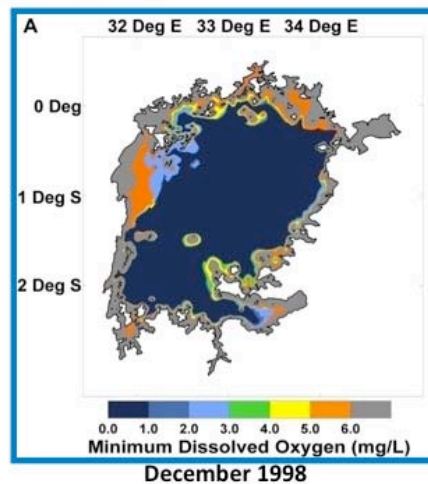 A
32 Deg E 33 Deg E 34 Deg E
0 Deg
1 Deg S
2 Deg S
0.0 1.0 2.0 3.0 4.0 5.0 6.0
Minimum Dissolved Oxygen (mg/L)
December 1998